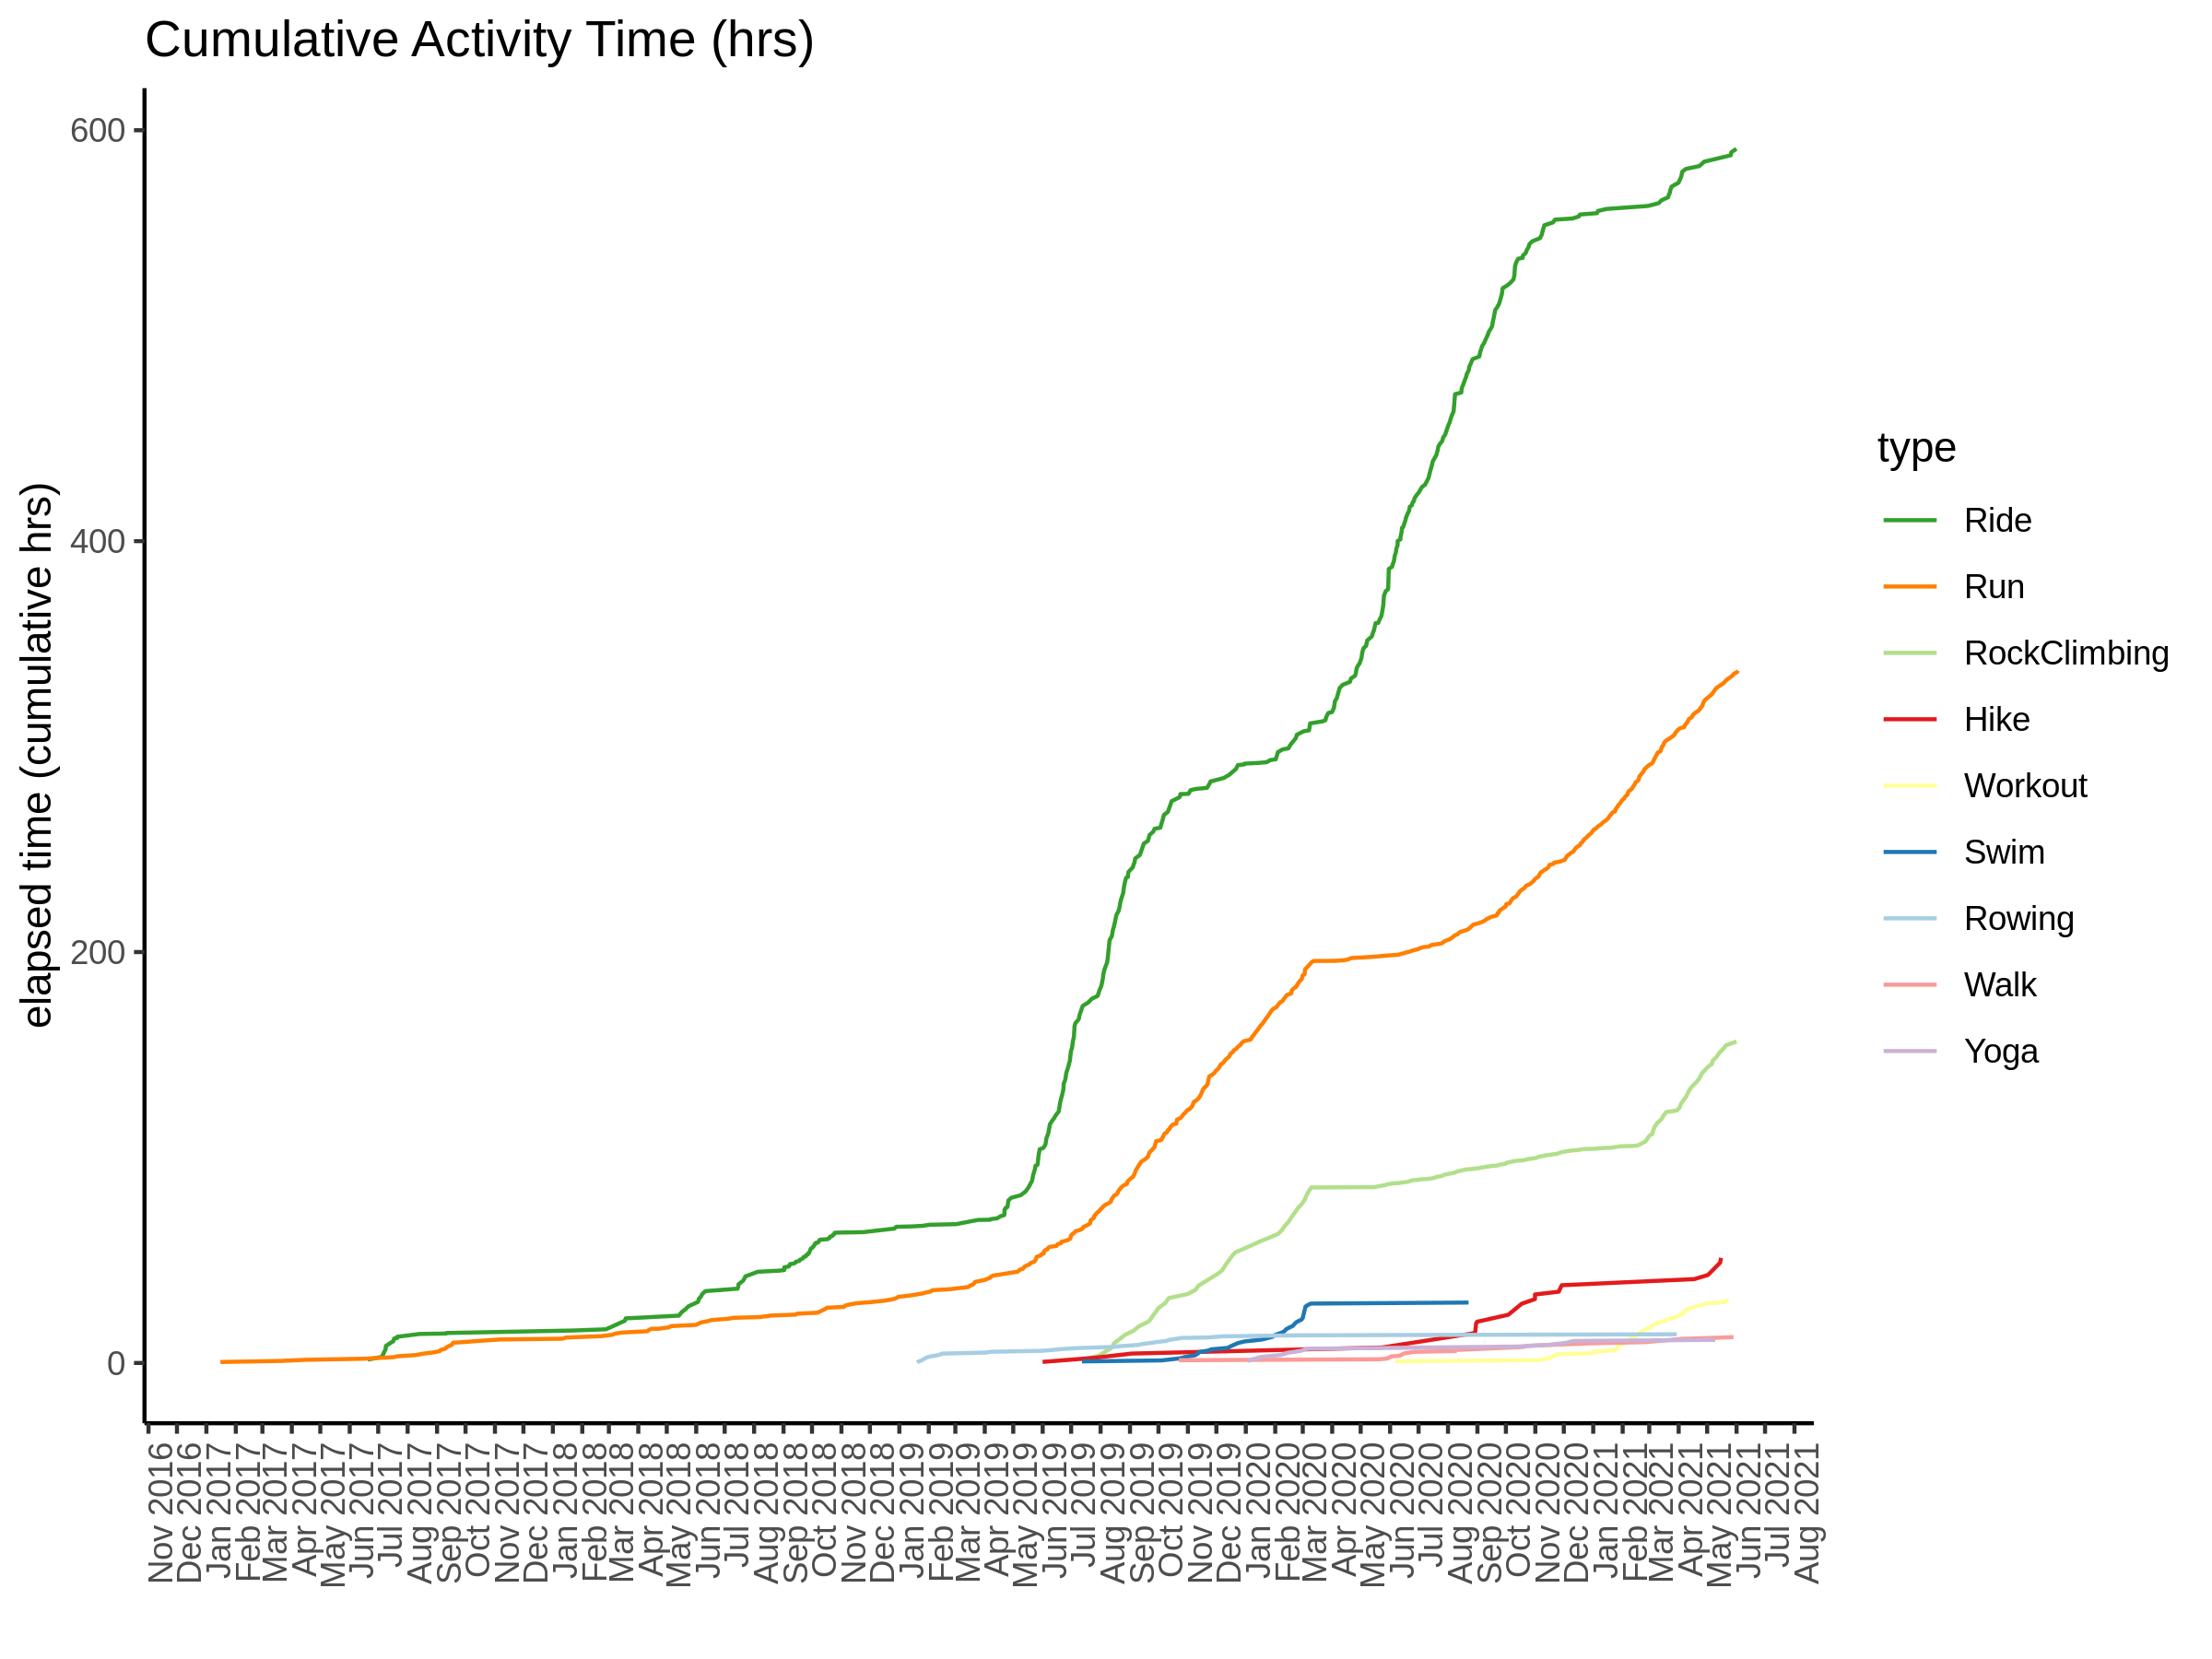 Cumulative Activity Time (hrs)
elapsed time (cumulative hrs)
600
400
200
0
Nov 2016
Dec 2016
Jan 2017
Feb 2017
Mar 2017
Apr 2017
May 2017
Jun 2017
Jul 2017
Aug 2017
Sep 2017
Oct 2017
Nov 2017
Dec 2017
Jan 2018
Feb 2018
Mar 2018
Apr 2018
May 2018
Jun 2018
Jul 2018
Aug 2018
Sep 2018
Oct 2018
Nov 2018
Dec 2018
Jan 2019
Feb 2019
Mar 2019
Apr 2019
May 2019
Jun 2019
Jul 2019
Aug 2019
Sep 2019
Oct 2019
Nov 2019
Dec 2019
Jan 2020
Feb 2020
Mar 2020
Apr 2020
May 2020
Jun 2020
Jul 2020
Aug 2020
Sep 2020
Oct 2020
Nov 2020
Dec 2020
Jan 2021
Feb 2021
Mar 2021
Apr 2021
May 2021
Jun 2021
Jul 2021
Aug 2021
type
Ride
Run
RockClimbing
Hike
Workout
Swim
Rowing
Walk
Yoga